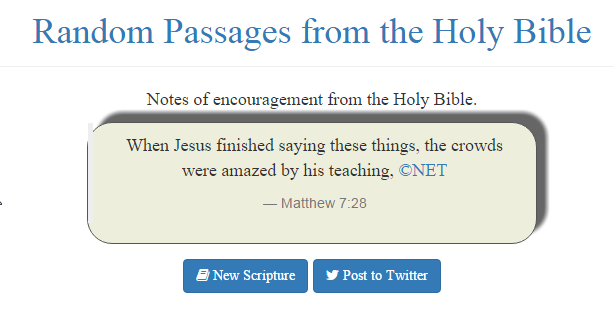 Random Passages from the Holy Bible
Notes of encouragement from the Holy Bible.
When Jesus finished saying these things, the crowds
were amazed by his teaching, ©NET
— Matthew 7:28
New Scripture
Post to Twitter